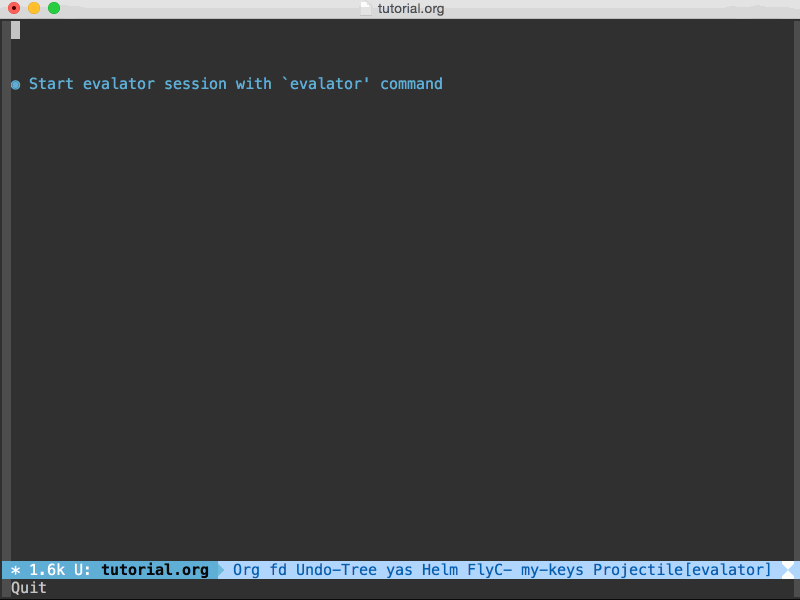 tutorial.org
◉ Start evalator session with `evalator' command
* 1.6k U: tutorial.org Org fd Undo-Tree yas Helm FlyC- my-keys Projectile[evalator]
Quit